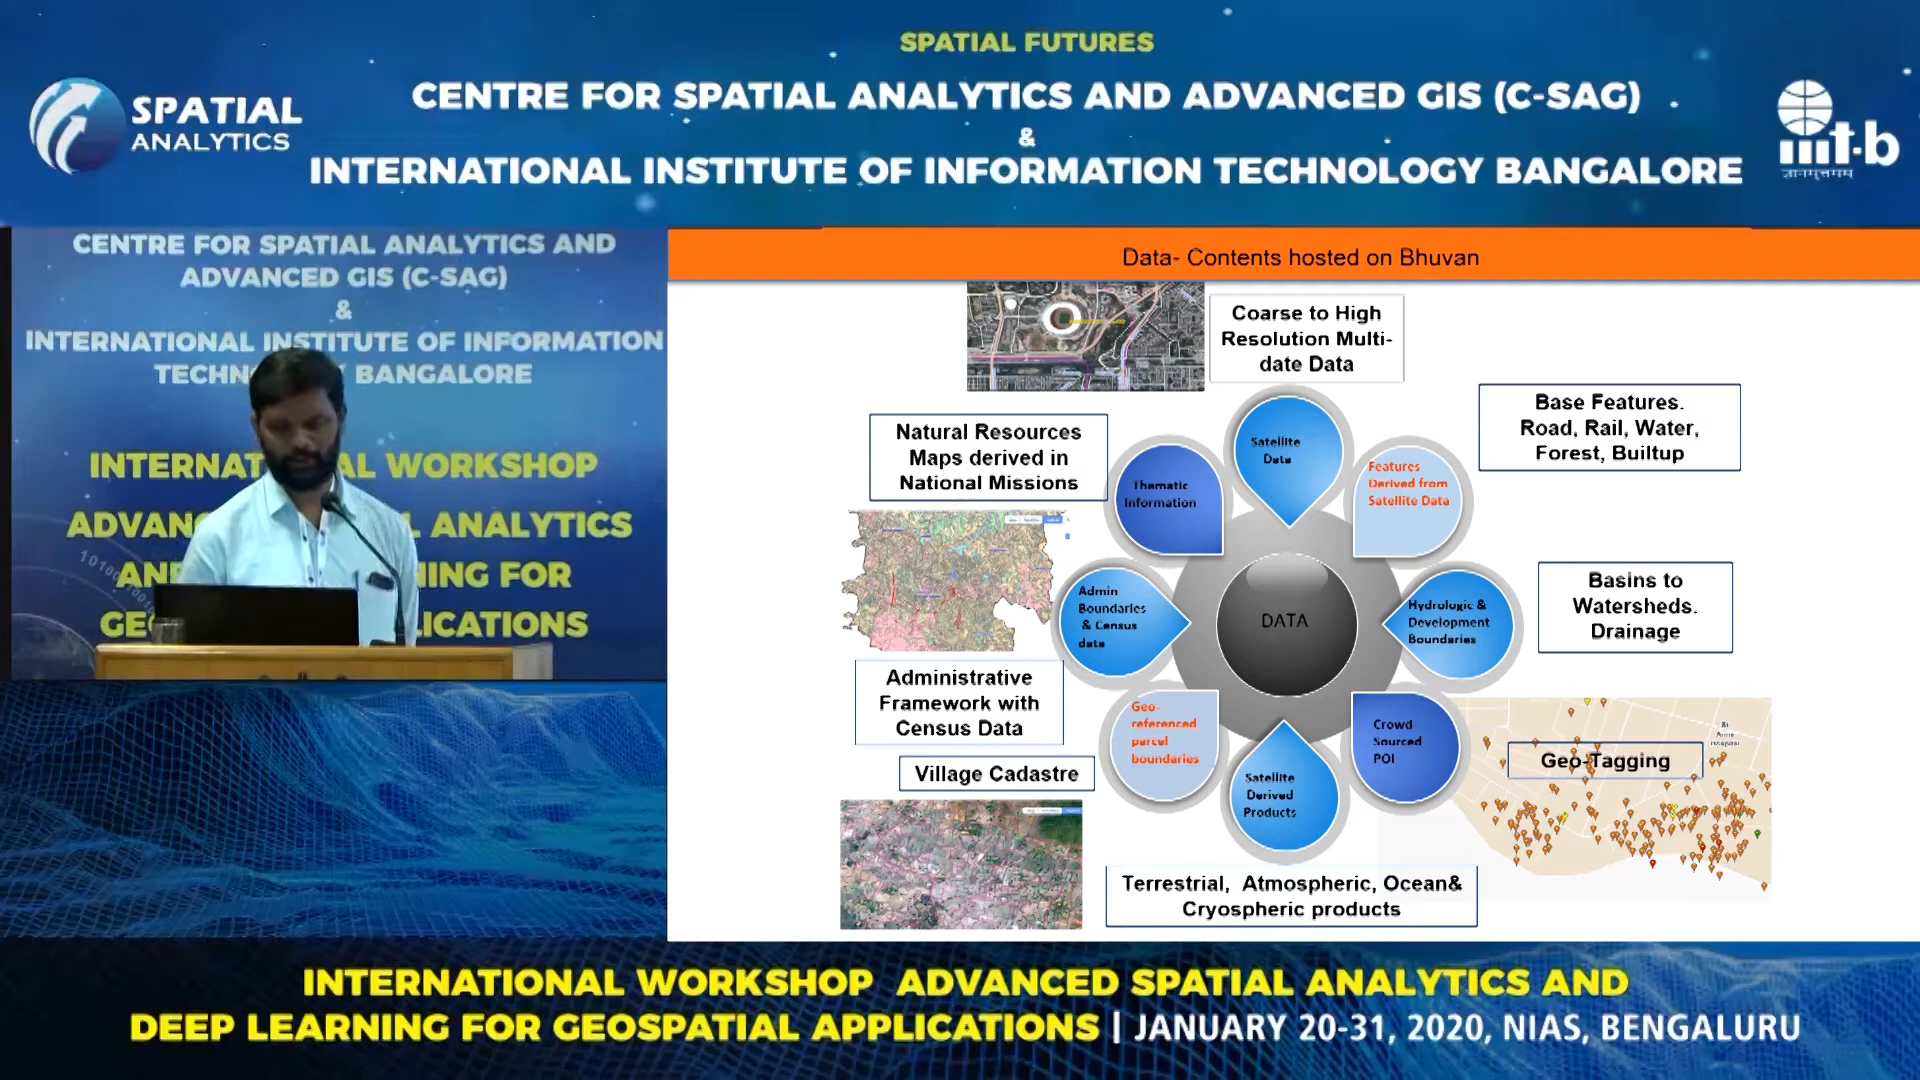 SPATIAL FUTURES
CENTRE FOR SPATIAL ANALYTICS AND ADVANCED GIS (C-SAG)
&
INTERNATIONAL INSTITUTE OF INFORMATION TECHNOLOGY BANGALORE
SPATIAL
ANALYTICS
iiit-b
ज्ञानमुत्तमम्
CENTRE FOR SPATIAL ANALYTICS AND
ADVANCED GIS (C-SAG)
&
INTERNATIONAL INSTITUTE OF INFORMATION
BANGALORE
WORKSHOP
ANALYTICS
FOR
Data- Contents hosted on Bhuvan
Coarse to High
Resolution Multi-
date Data
Base Features.
Road, Rail, Water,
Forest, Builtup
Natural Resources
Maps derived in
National Missions
Satellite
Data
Features
Derived from
Satellite Data
Thematic
Information
Basins to
Watersheds.
Drainage
Admin
Boundaries
& Census
data
DATA
Hydrologic &
Development
Boundaries
Administrative
Framework with
Census Data
Geo-
referenced
parcel
boundaries
Crowd
Sourced
POI
Geo-Tagging
Village Cadastre
Satellite
Derived
Products
Terrestrial, Atmospheric, Ocean&
Cryospheric products
INTERNATIONAL WORKSHOP ADVANCED SPATIAL ANALYTICS AND
DEEP LEARNING FOR GEOSPATIAL APPLICATIONS | JANUARY 20-31, 2020, NIAS, BENGALURU